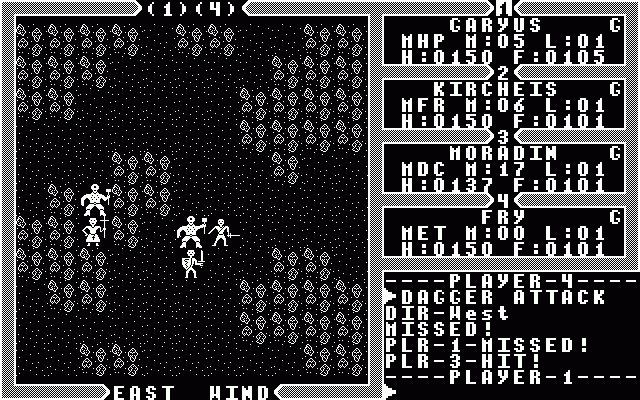 (1)(4)
GARYUS G
MHP M:05 L:01
H:0150 F:0105
2
KIRCHEIS G
MFR M:06 L:01
H:0150 F:0101
3
MORADIN G
MDC M:17 L:01
H:0137 F:0101
4
FRY G
MET M:00 L:01
H:0150 F:0101
----PLAYER-4----
DAGGER ATTACK
DIR-West
MISSED!
PLR-1-MISSED!
PLR-3-HIT!
----PLAYER-1----
EAST WIND